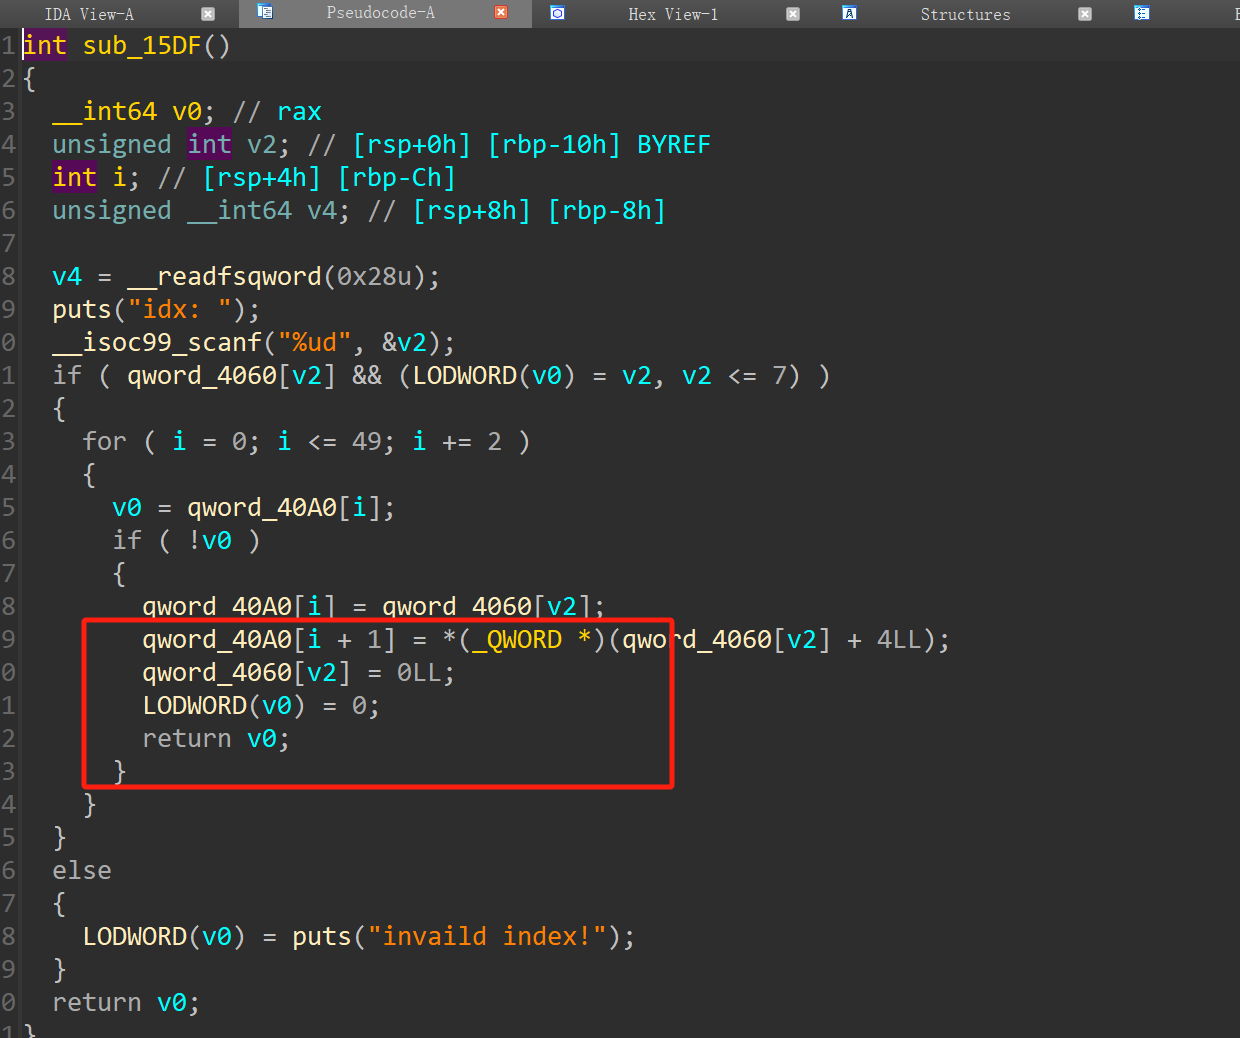 IDA View-A Pseudocode-A Hex View-1 Structures E
1 int sub_15DF()
2 {
3 __int64 v0; // rax
4 unsigned int v2; // [rsp+0h] [rbp-10h] BYREF
5 int i; // [rsp+4h] [rbp-Ch]
6 unsigned __int64 v4; // [rsp+8h] [rbp-8h]
7
8 v4 = __readfsqword(0x28u);
9 puts("idx: ");
0 __isoc99_scanf("%ud", &v2);
1 if ( qword_4060[v2] && (LODWORD(v0) = v2, v2 <= 7) )
2 {
3 for ( i = 0; i <= 49; i += 2 )
4 {
5 v0 = qword_40A0[i];
6 if ( !v0 )
7 {
8 qword_40A0[i] = qword_4060[v2];
9 qword_40A0[i + 1] = *(_QWORD *)(qword_4060[v2] + 4LL);
0 qword_4060[v2] = 0LL;
1 LODWORD(v0) = 0;
2 return v0;
3 }
4 }
5 }
6 else
7 {
8 LODWORD(v0) = puts("invaild index!");
9 }
0 return v0;
1 }